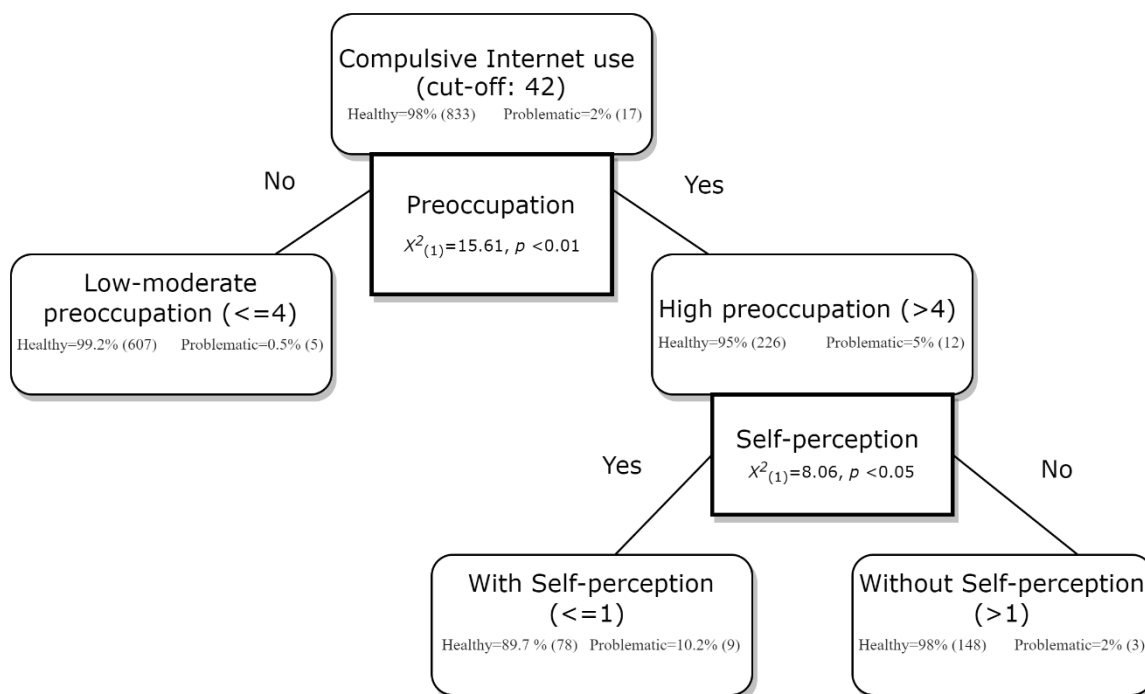 Compulsive Internet use
(cut-off: 42)
Healthy=98% (833) Problematic=2% (17)
No
Yes
Preoccupation
X²(1)=15.61, p <0.01
Low-moderate
preoccupation (<=4)
Healthy=99.2% (607) Problematic=0.5% (5)
High preoccupation (>4)
Healthy=95% (226) Problematic=5% (12)
Self-perception
X²(1)=8.06, p <0.05
Yes
No
With Self-perception
(<=1)
Healthy=89.7 % (78) Problematic=10.2% (9)
Without Self-perception
(>1)
Healthy=98% (148) Problematic=2% (3)